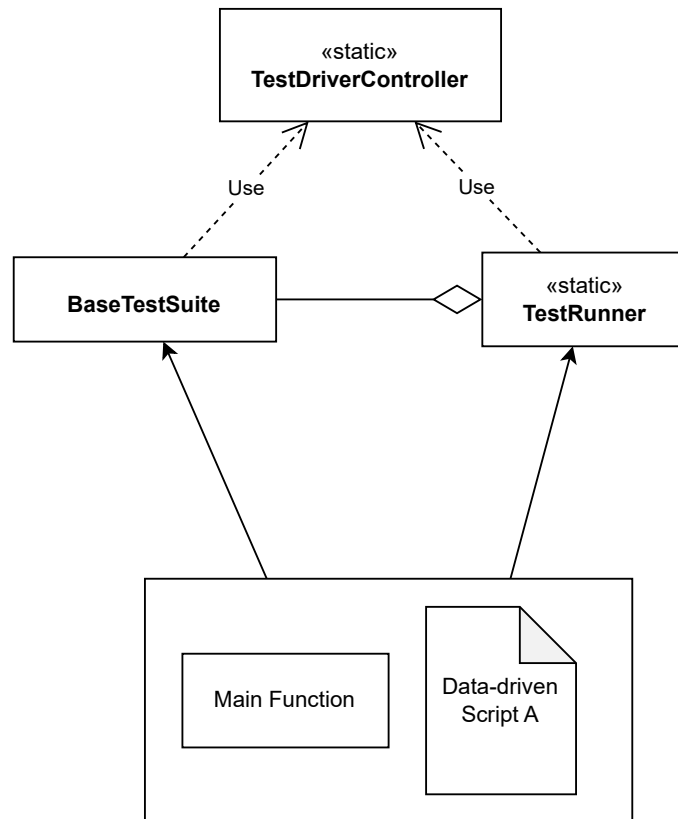 «static»
TestDriverController
Use
Use
BaseTestSuite
«static»
TestRunner
Main Function
Data-driven
Script A